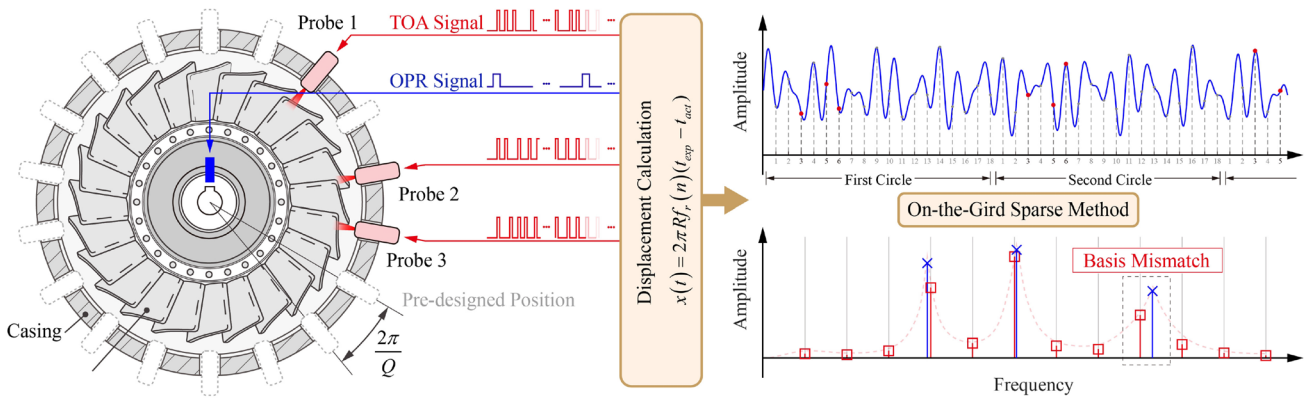 Probe 1
TOA Signal
OPR Signal
Probe 2
Probe 3
Pre-designed Position
Casing
2π
Q
Displacement Calculation
x(t) = 2πRf_r(n)(t_exp − t_act)
Amplitude
1 2 3 4 5 6 7 8 9 10 11 12 13 14 15 16 17 18 1 2 3 4 5 6 7 8 9 10 11 12 13 14 15 16 17 18 1 2 3 4 5
First Circle
Second Circle
On-the-Gird Sparse Method
Amplitude
Basis Mismatch
Frequency